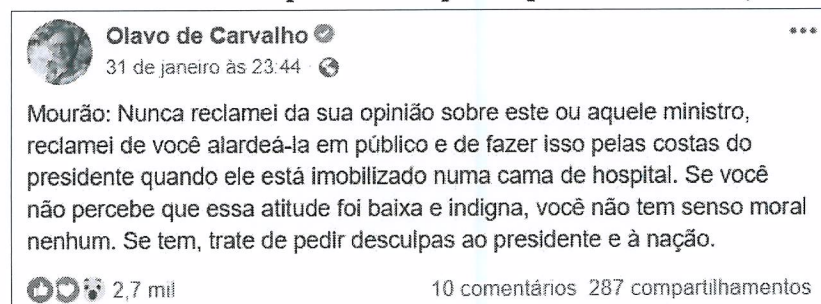 Olavo de Carvalho
31 de janeiro às 23:44
Mourão: Nunca reclamei da sua opinião sobre este ou aquele ministro,
reclamei de você alardeá-la em público e de fazer isso pelas costas do
presidente quando ele está imobilizado numa cama de hospital. Se você
não percebe que essa atitude foi baixa e indigna, você não tem senso moral
nenhum. Se tem, trate de pedir desculpas ao presidente e à nação.
2,7 mil 10 comentários 287 compartilhamentos